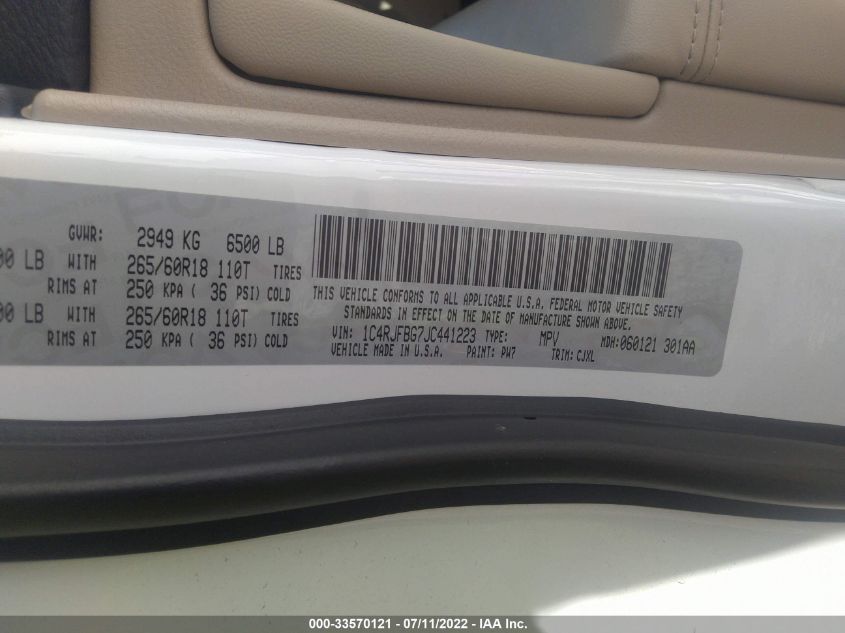 GVWR: 2949 KG 6500 LB
00 LB WITH 265/60R18 110T TIRES
RIMS AT 250 KPA ( 36 PSI) COLD
00 LB WITH 265/60R18 110T TIRES
RIMS AT 250 KPA ( 36 PSI) COLD
THIS VEHICLE CONFORMS TO ALL APPLICABLE U.S.A. FEDERAL MOTOR VEHICLE SAFETY
STANDARDS IN EFFECT ON THE DATE OF MANUFACTURE SHOWN ABOVE.
VIN: 1C4RJFBG7JC441223 TYPE: MPV MDH:060121 301AA
VEHICLE MADE IN U.S.A. PAINT: PW7 TRIM: CJXL
000-33570121 - 07/11/2022 - IAA Inc.